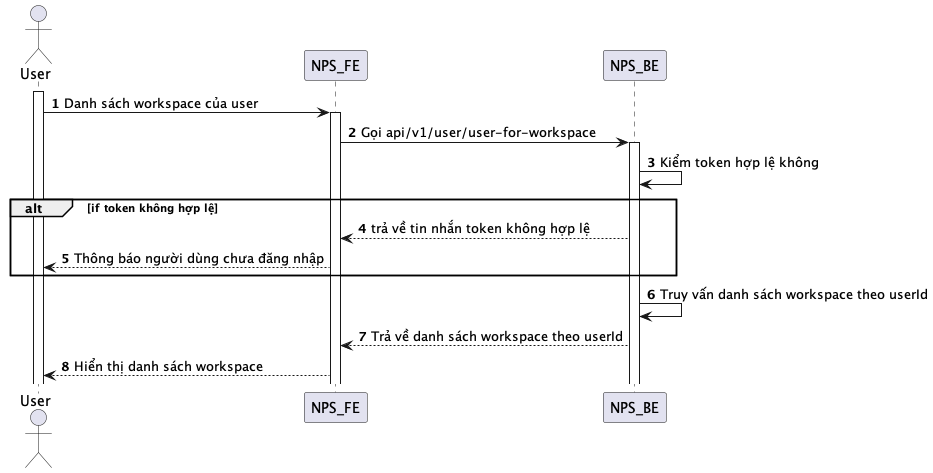 User
NPS_FE
NPS_BE
1 Danh sách workspace của user
2 Gọi api/v1/user/user-for-workspace
3 Kiểm token hợp lệ không
alt [if token không hợp lệ]
4 trả về tin nhắn token không hợp lệ
5 Thông báo người dùng chưa đăng nhập
6 Truy vấn danh sách workspace theo userId
7 Trả về danh sách workspace theo userId
8 Hiển thị danh sách workspace
User
NPS_FE
NPS_BE